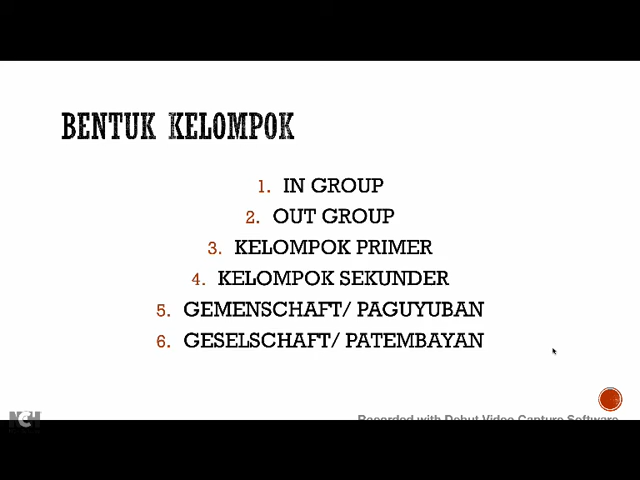 BENTUK KELOMPOK
1. IN GROUP
2. OUT GROUP
3. KELOMPOK PRIMER
4. KELOMPOK SEKUNDER
5. GEMENSCHAFT/ PAGUYUBAN
6. GESELSCHAFT/ PATEMBAYAN
NCH
Recorded with Debut Video Capture Software